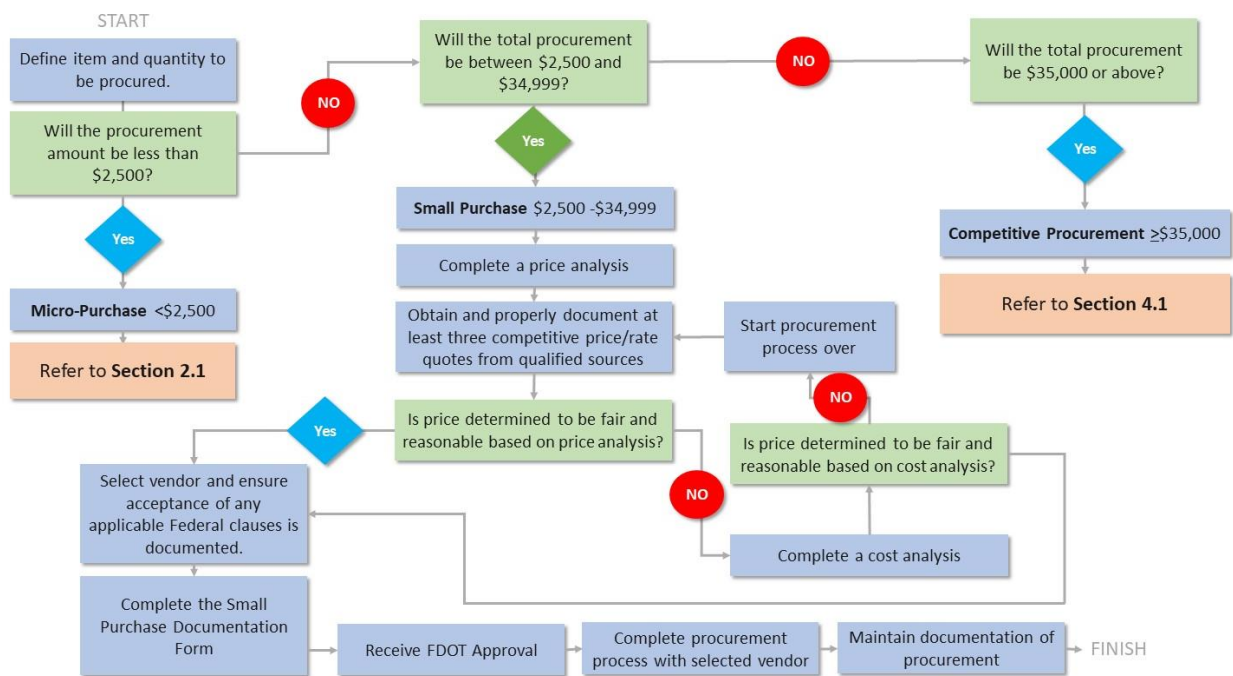 START
Define item and quantity to
be procured.
Will the procurement
amount be less than
$2,500?
Yes
Micro-Purchase <$2,500
Refer to Section 2.1
NO
Will the total procurement
be between $2,500 and
$34,999?
Yes
Small Purchase $2,500 -$34,999
Complete a price analysis
Obtain and properly document at
least three competitive price/rate
quotes from qualified sources
Is price determined to be fair and
reasonable based on price analysis?
NO
Will the total procurement
be $35,000 or above?
Yes
Competitive Procurement ≥$35,000
Refer to Section 4.1
Start procurement
process over
NO
Is price determined to be fair and
reasonable based on cost analysis?
NO
Complete a cost analysis
Yes
Select vendor and ensure
acceptance of any
applicable Federal clauses is
documented.
Complete the Small
Purchase Documentation
Form
Receive FDOT Approval
Complete procurement
process with selected vendor
Maintain documentation of
procurement
FINISH